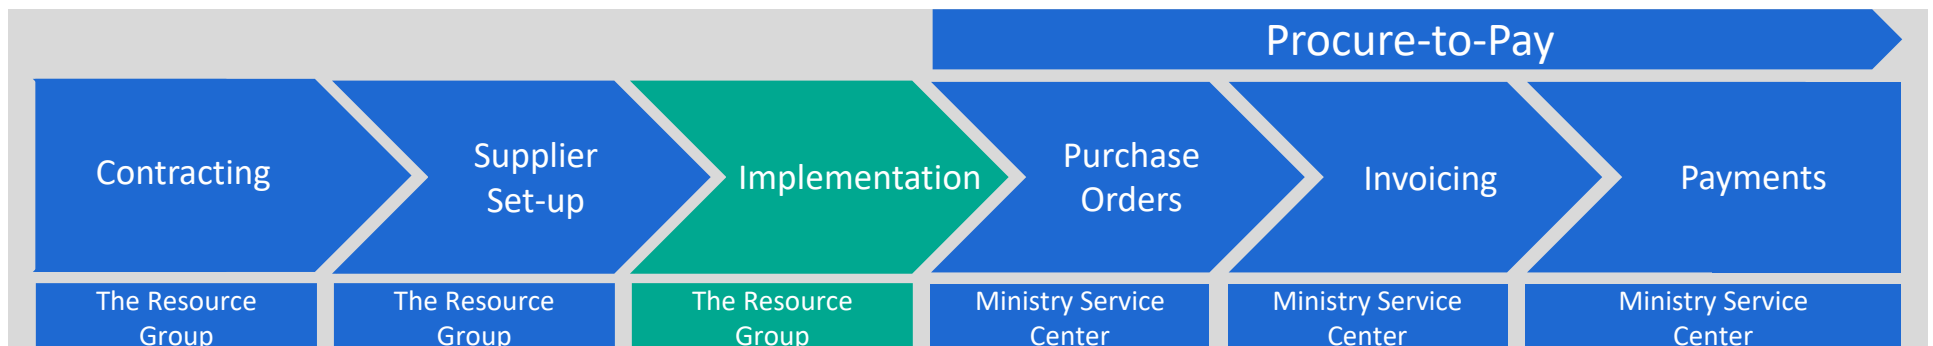 Procure-to-Pay
Contracting
Supplier
Set-up
Implementation
Purchase
Orders
Invoicing
Payments
The Resource
Group
The Resource
Group
The Resource
Group
Ministry Service
Center
Ministry Service
Center
Ministry Service
Center